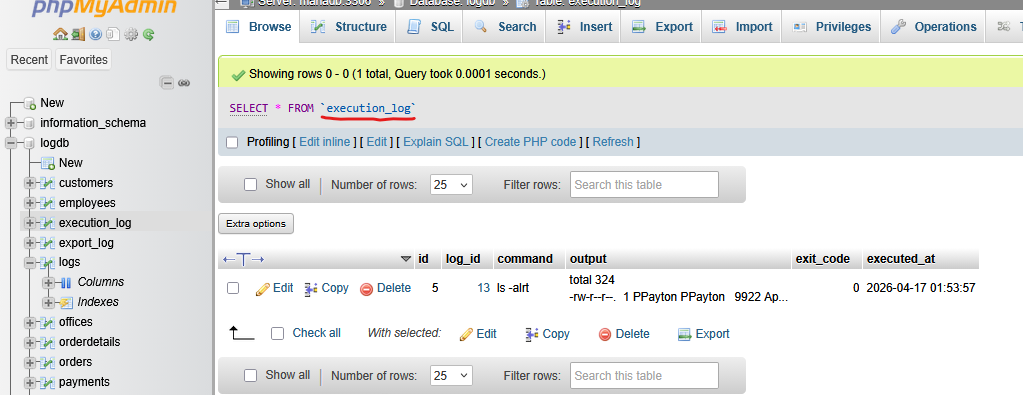 phpMyAdmin
Recent Favorites
New
information_schema
logdb
New
customers
employees
execution_log
export_log
logs
Columns
Indexes
offices
orderdetails
orders
payments
Server: mariadb:3306 » Database: logdb » Table: execution_log
Browse Structure SQL Search Insert Export Import Privileges Operations
Showing rows 0 - 0 (1 total, Query took 0.0001 seconds.)
SELECT * FROM `execution_log`
Profiling [ Edit inline ] [ Edit ] [ Explain SQL ] [ Create PHP code ] [ Refresh ]
Show all Number of rows: 25 Filter rows: Search this table
Extra options
←T→ id log_id command output exit_code executed_at
Edit Copy Delete 5 13 ls -alrt total 324 0 2026-04-17 01:53:57
-rw-r--r--. 1 PPayton PPayton 9922 Ap...
Check all With selected: Edit Copy Delete Export
Show all Number of rows: 25 Filter rows: Search this table